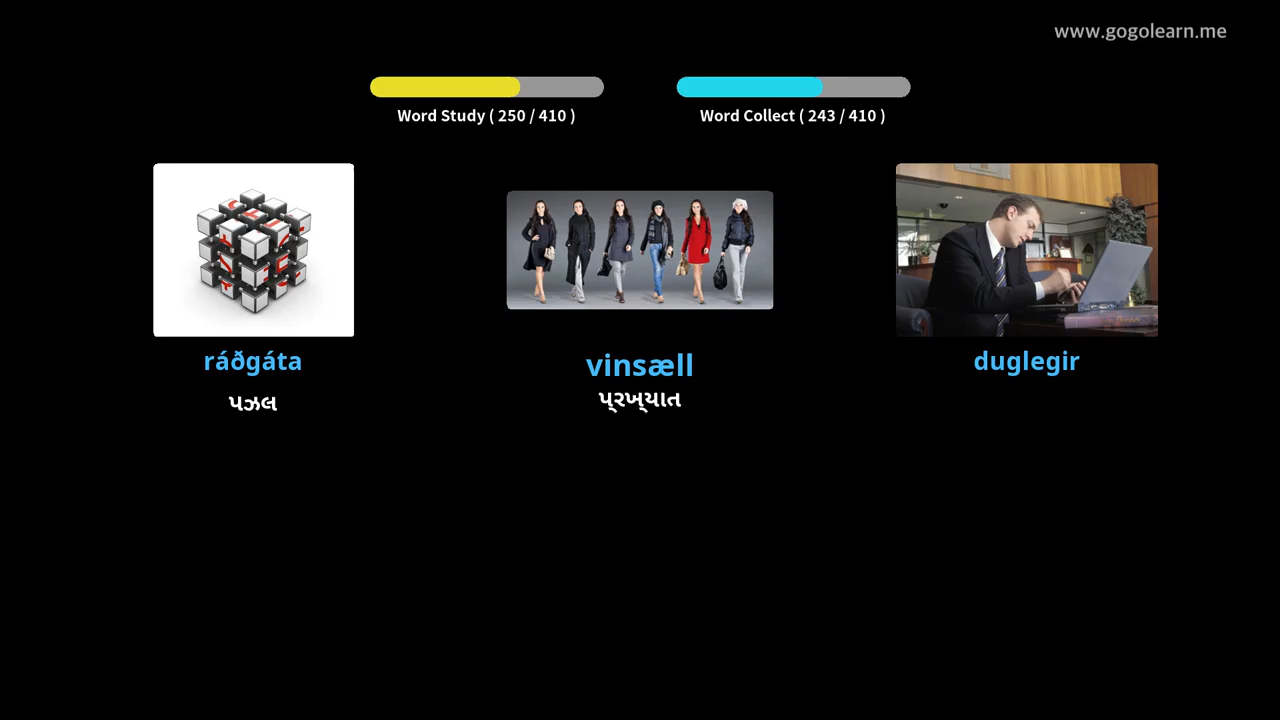 www.gogolearn.me
Word Study ( 250 / 410 )
Word Collect ( 243 / 410 )
ráðgáta
vinsæll
duglegir
પઝલ
પ્રખ્યાત